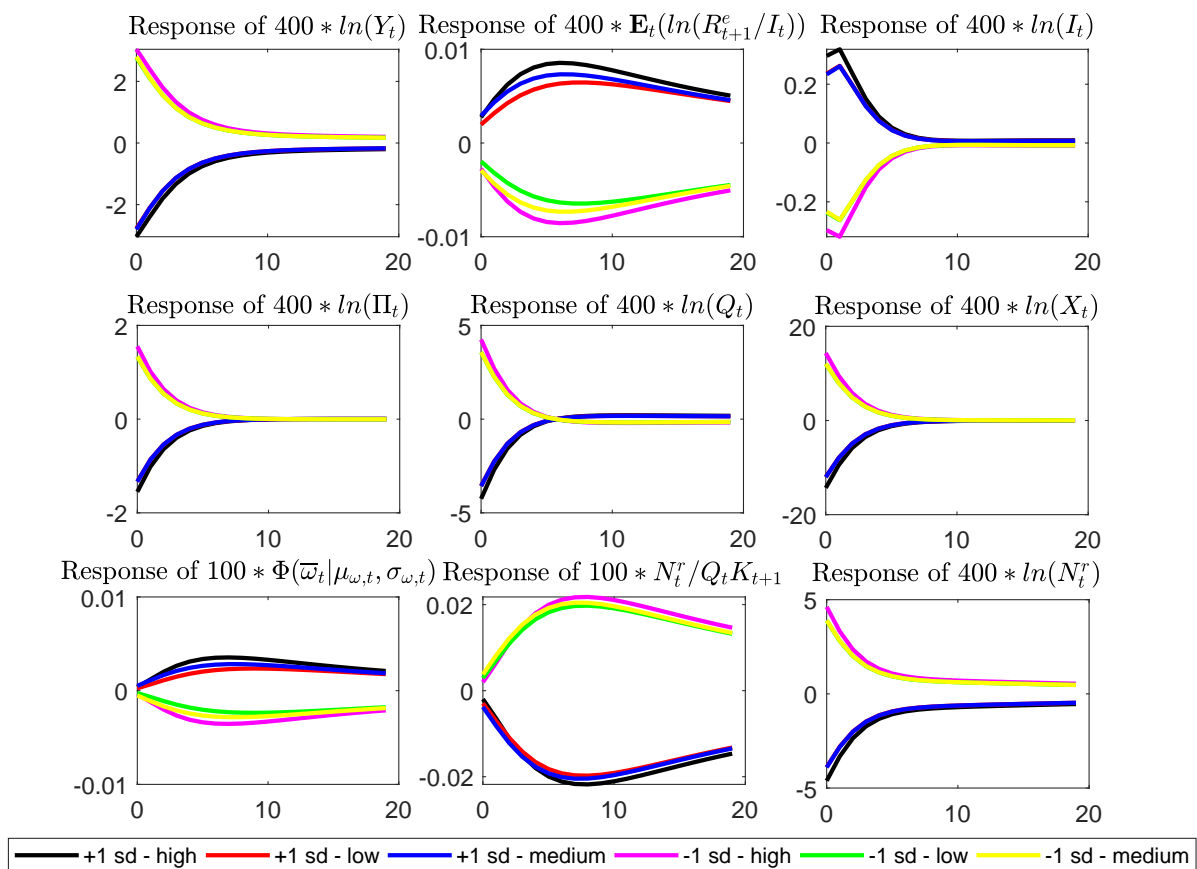 Response of 400 ∗ ln(Y_t)
2
0
-2
0 10 20
Response of 400 ∗ E_t(ln(R^e_{t+1}/I_t))
0.01
0
-0.01
0 10 20
Response of 400 ∗ ln(I_t)
0.2
0
-0.2
0 10 20
Response of 400 ∗ ln(Π_t)
2
0
-2
0 10 20
Response of 400 ∗ ln(Q_t)
5
0
-5
0 10 20
Response of 400 ∗ ln(X_t)
20
0
-20
0 10 20
Response of 100 ∗ Φ(ω̅_t|μ_{ω,t}, σ_{ω,t})
0.01
0
-0.01
0 10 20
Response of 100 ∗ N^r_t/Q_tK_{t+1}
0.02
0
-0.02
0 10 20
Response of 400 ∗ ln(N^r_t)
5
0
-5
0 10 20
+1 sd - high +1 sd - low +1 sd - medium -1 sd - high -1 sd - low -1 sd - medium